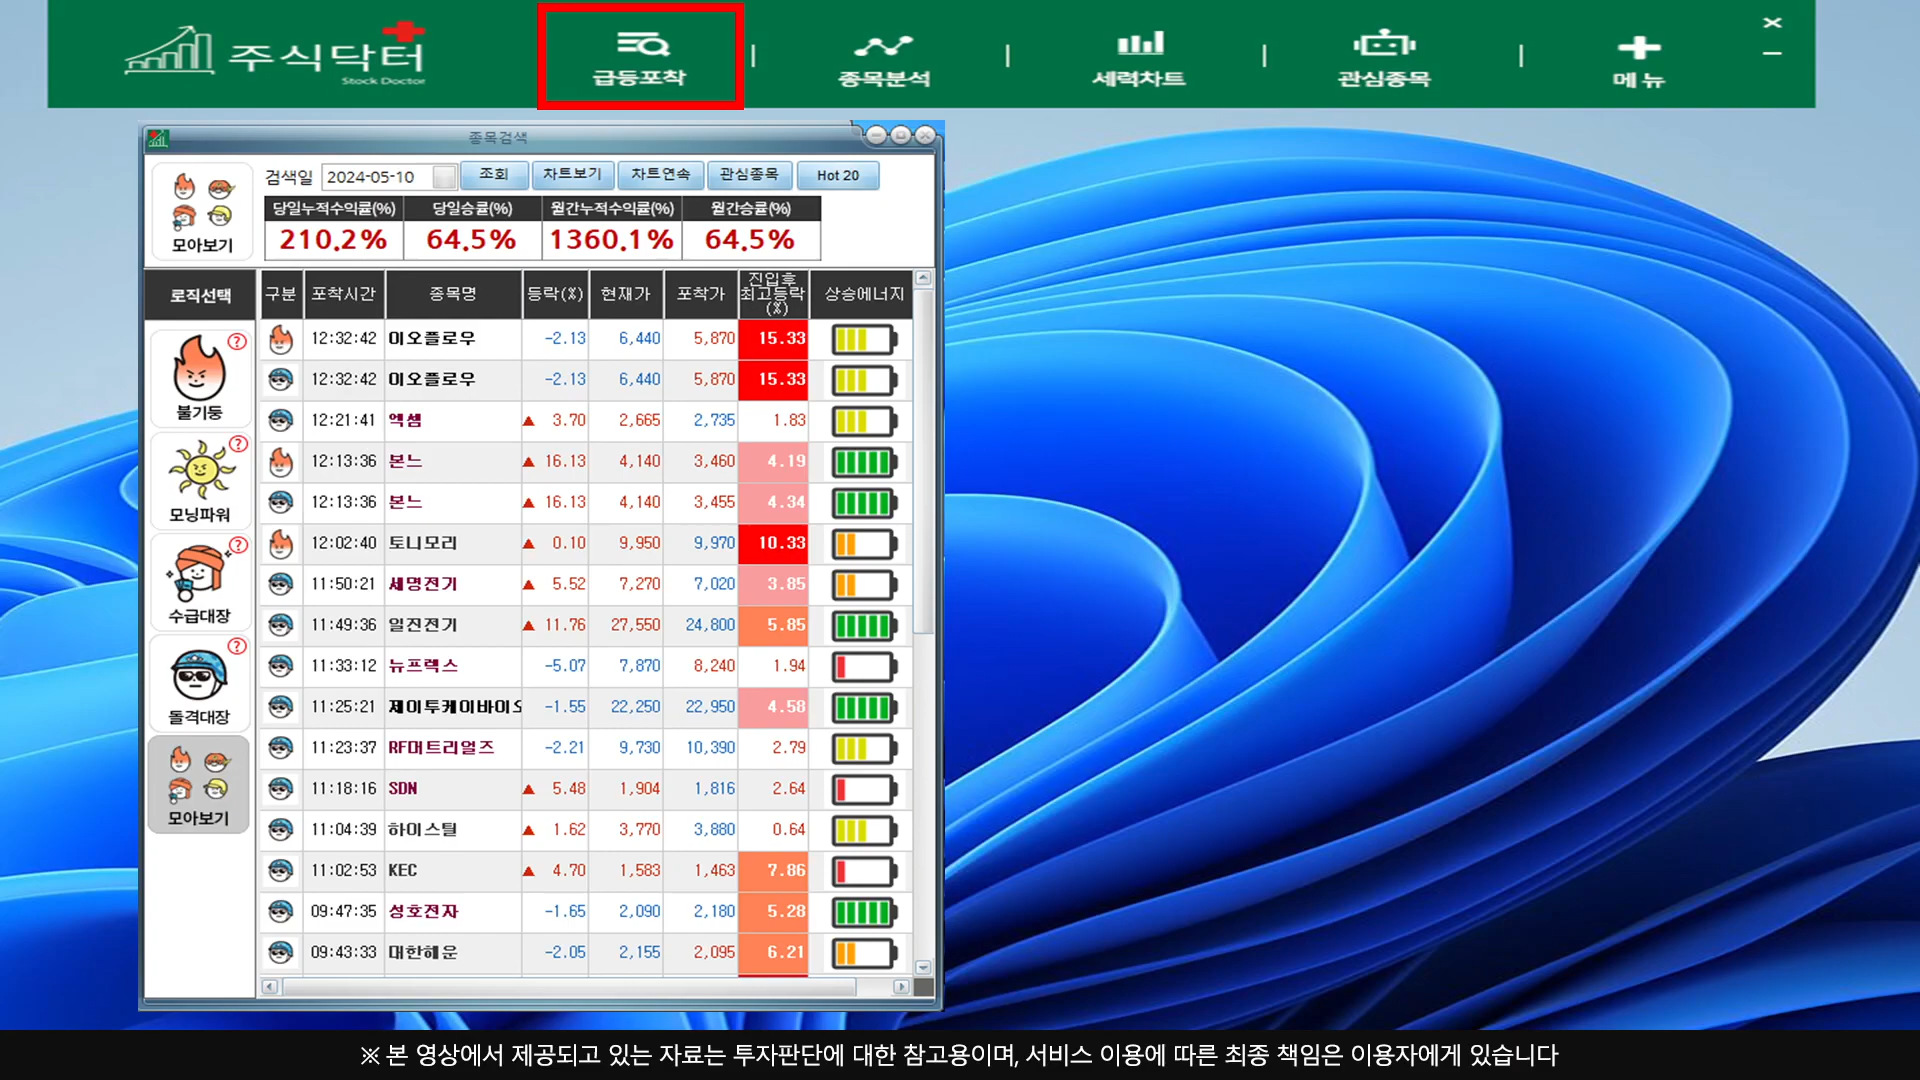 주식닥터
Stock Doctor
급등포착
종목분석
세력차트
관심종목
메뉴
종목검색
모아보기
검색일 2024-05-10 조회 차트보기 차트연속 관심종목 Hot 20
당일누적수익률(%) 당일승률(%) 월간누적수익률(%) 월간승률(%)
210.2% 64.5% 1360.1% 64.5%
로직선택
불기둥
모닝파워
수급대장
돌격대장
모아보기
구분 포착시간 종목명 등락(%) 현재가 포착가 진입후 최고등락 (%) 상승에너지
12:32:42 이오플로우 -2.13 6,440 5,870 15.33
12:32:42 이오플로우 -2.13 6,440 5,870 15.33
12:21:41 엑셈 ▲ 3.70 2,665 2,735 1.83
12:13:36 본느 ▲ 16.13 4,140 3,460 4.19
12:13:36 본느 ▲ 16.13 4,140 3,455 4.34
12:02:40 토니모리 ▲ 0.10 9,950 9,970 10.33
11:50:21 세명전기 ▲ 5.52 7,270 7,020 3.85
11:49:36 일진전기 ▲ 11.76 27,550 24,800 5.85
11:33:12 뉴프렉스 -5.07 7,870 8,240 1.94
11:25:21 제이투케이바이오 -1.55 22,250 22,950 4.58
11:23:37 RF머트리얼즈 -2.21 9,730 10,390 2.79
11:18:16 SDN ▲ 5.48 1,904 1,816 2.64
11:04:39 하이스틸 ▲ 1.62 3,770 3,880 0.64
11:02:53 KEC ▲ 4.70 1,583 1,463 7.86
09:47:35 성호전자 -1.65 2,090 2,180 5.28
09:43:33 대한해운 -2.05 2,155 2,095 6.21
※ 본 영상에서 제공되고 있는 자료는 투자판단에 대한 참고용이며, 서비스 이용에 따른 최종 책임은 이용자에게 있습니다